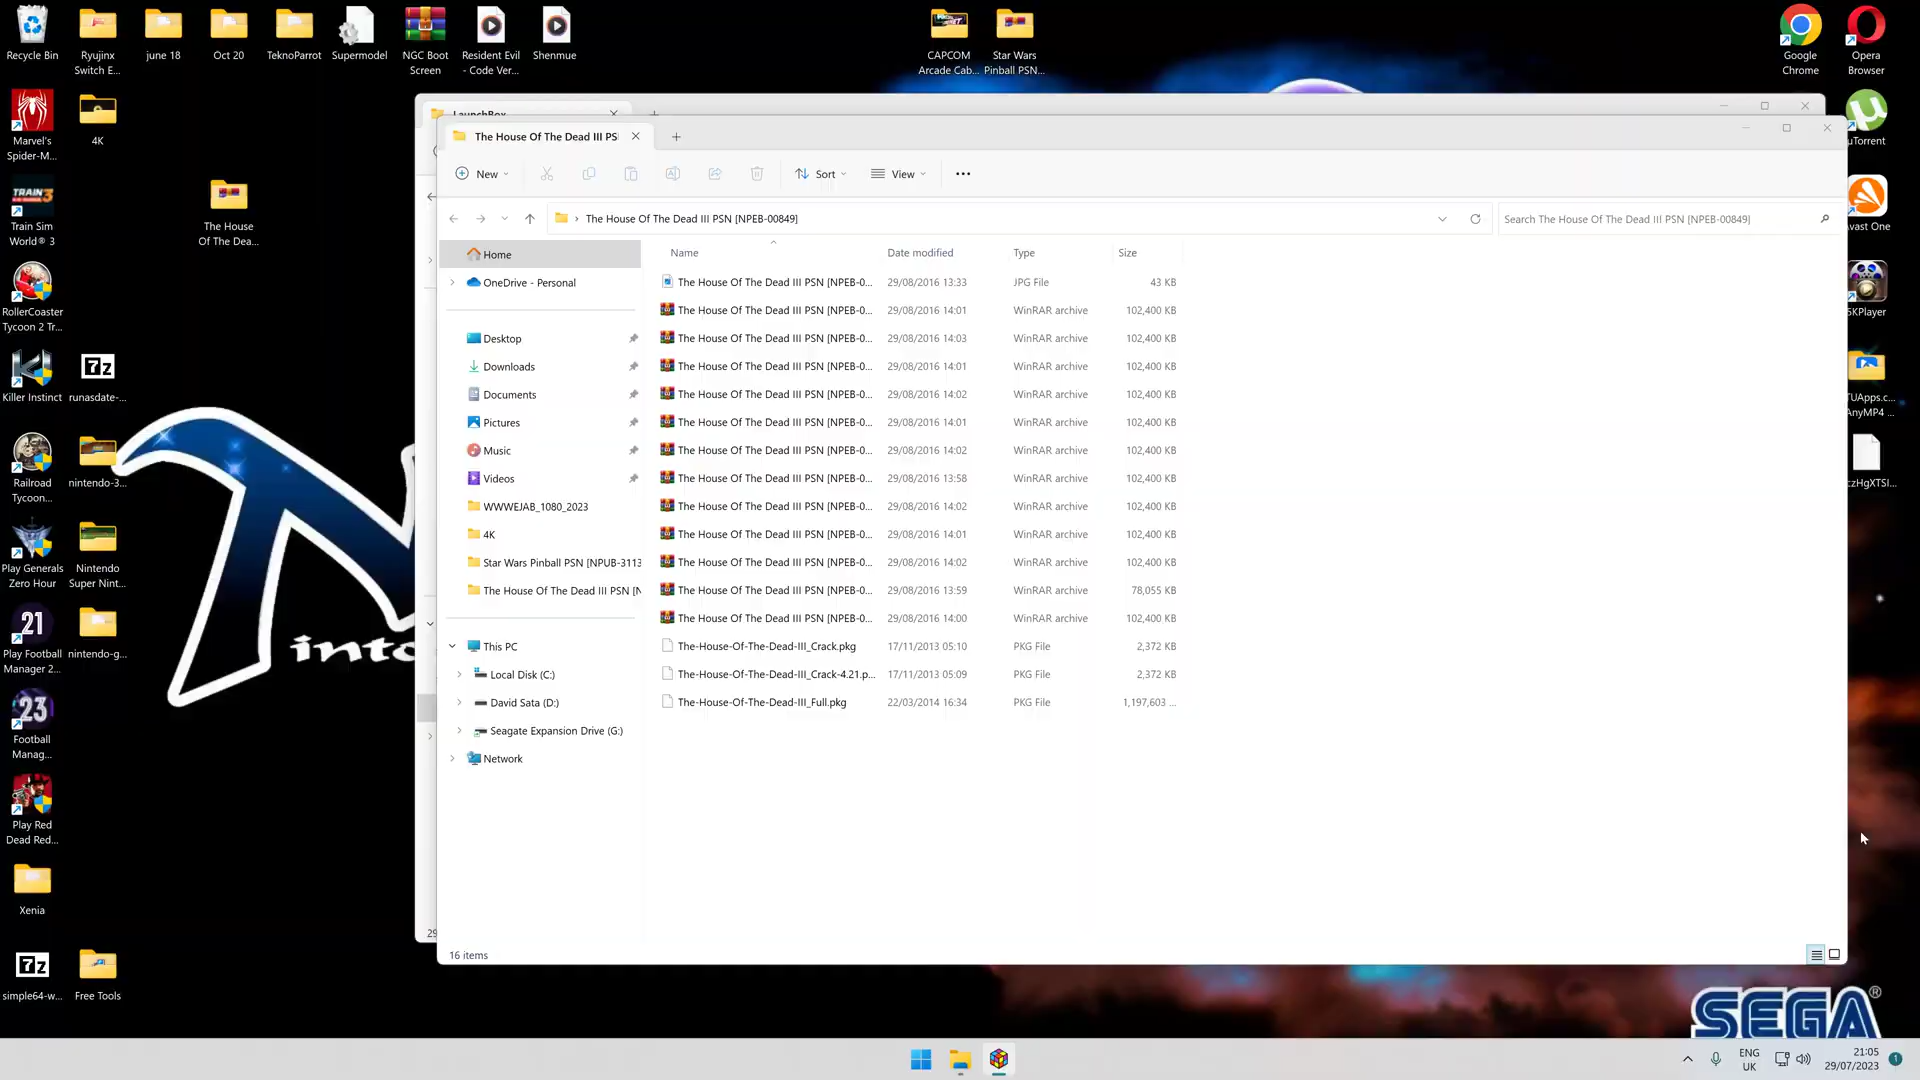 Recycle Bin
Ryujinx
Switch E...
june 18
Oct 20
TeknoParrot
Supermodel
NGC Boot
Screen
Resident Evil
- Code Ver...
Shenmue
CAPCOM
Arcade Cab...
Star Wars
Pinball PSN...
Google
Chrome
Opera
Browser
Marvel's
Spider-M...
4K
LaunchBox
uTorrent
The House Of The Dead III PS
New
Sort
View
TRAIN 3
SIM WORLD
Train Sim
World® 3
The House
Of The Dea...
The House Of The Dead III PSN [NPEB-00849]
Search The House Of The Dead III PSN [NPEB-00849]
Avast One
Name
Date modified
Type
Size
Home
OneDrive - Personal
Desktop
Downloads
Documents
Pictures
Music
Videos
WWWEJAB_1080_2023
4K
Star Wars Pinball PSN [NPUB-3113
The House Of The Dead III PSN [N
This PC
Local Disk (C:)
David Sata (D:)
Seagate Expansion Drive (G:)
Network
The House Of The Dead III PSN [NPEB-0... 29/08/2016 13:33 JPG File 43 KB
The House Of The Dead III PSN [NPEB-0... 29/08/2016 14:01 WinRAR archive 102,400 KB
The House Of The Dead III PSN [NPEB-0... 29/08/2016 14:03 WinRAR archive 102,400 KB
The House Of The Dead III PSN [NPEB-0... 29/08/2016 14:01 WinRAR archive 102,400 KB
The House Of The Dead III PSN [NPEB-0... 29/08/2016 14:02 WinRAR archive 102,400 KB
The House Of The Dead III PSN [NPEB-0... 29/08/2016 14:01 WinRAR archive 102,400 KB
The House Of The Dead III PSN [NPEB-0... 29/08/2016 14:02 WinRAR archive 102,400 KB
The House Of The Dead III PSN [NPEB-0... 29/08/2016 13:58 WinRAR archive 102,400 KB
The House Of The Dead III PSN [NPEB-0... 29/08/2016 14:02 WinRAR archive 102,400 KB
The House Of The Dead III PSN [NPEB-0... 29/08/2016 14:01 WinRAR archive 102,400 KB
The House Of The Dead III PSN [NPEB-0... 29/08/2016 14:02 WinRAR archive 102,400 KB
The House Of The Dead III PSN [NPEB-0... 29/08/2016 13:59 WinRAR archive 78,055 KB
The House Of The Dead III PSN [NPEB-0... 29/08/2016 14:00 WinRAR archive 102,400 KB
The-House-Of-The-Dead-III_Crack.pkg 17/11/2013 05:10 PKG File 2,372 KB
The-House-Of-The-Dead-III_Crack-4.21.p... 17/11/2013 05:09 PKG File 2,372 KB
The-House-Of-The-Dead-III_Full.pkg 22/03/2014 16:34 PKG File 1,197,603 ...
16 items
29
RollerCoaster
Tycoon 2 Tr...
5KPlayer
Killer Instinct
7z
runasdate-...
TUApps.c...
AnyMP4 ...
Railroad
Tycoon...
nintendo-3...
czHgXTSI...
Play Generals
Zero Hour
Nintendo
Super Nint...
21
Play Football
Manager 2...
nintendo-g...
N
into
23
Football
Manag...
Play Red
Dead Red...
Xenia
7z
simple64-w...
Free Tools
SEGA®
ENG
UK
21:05
29/07/2023
1